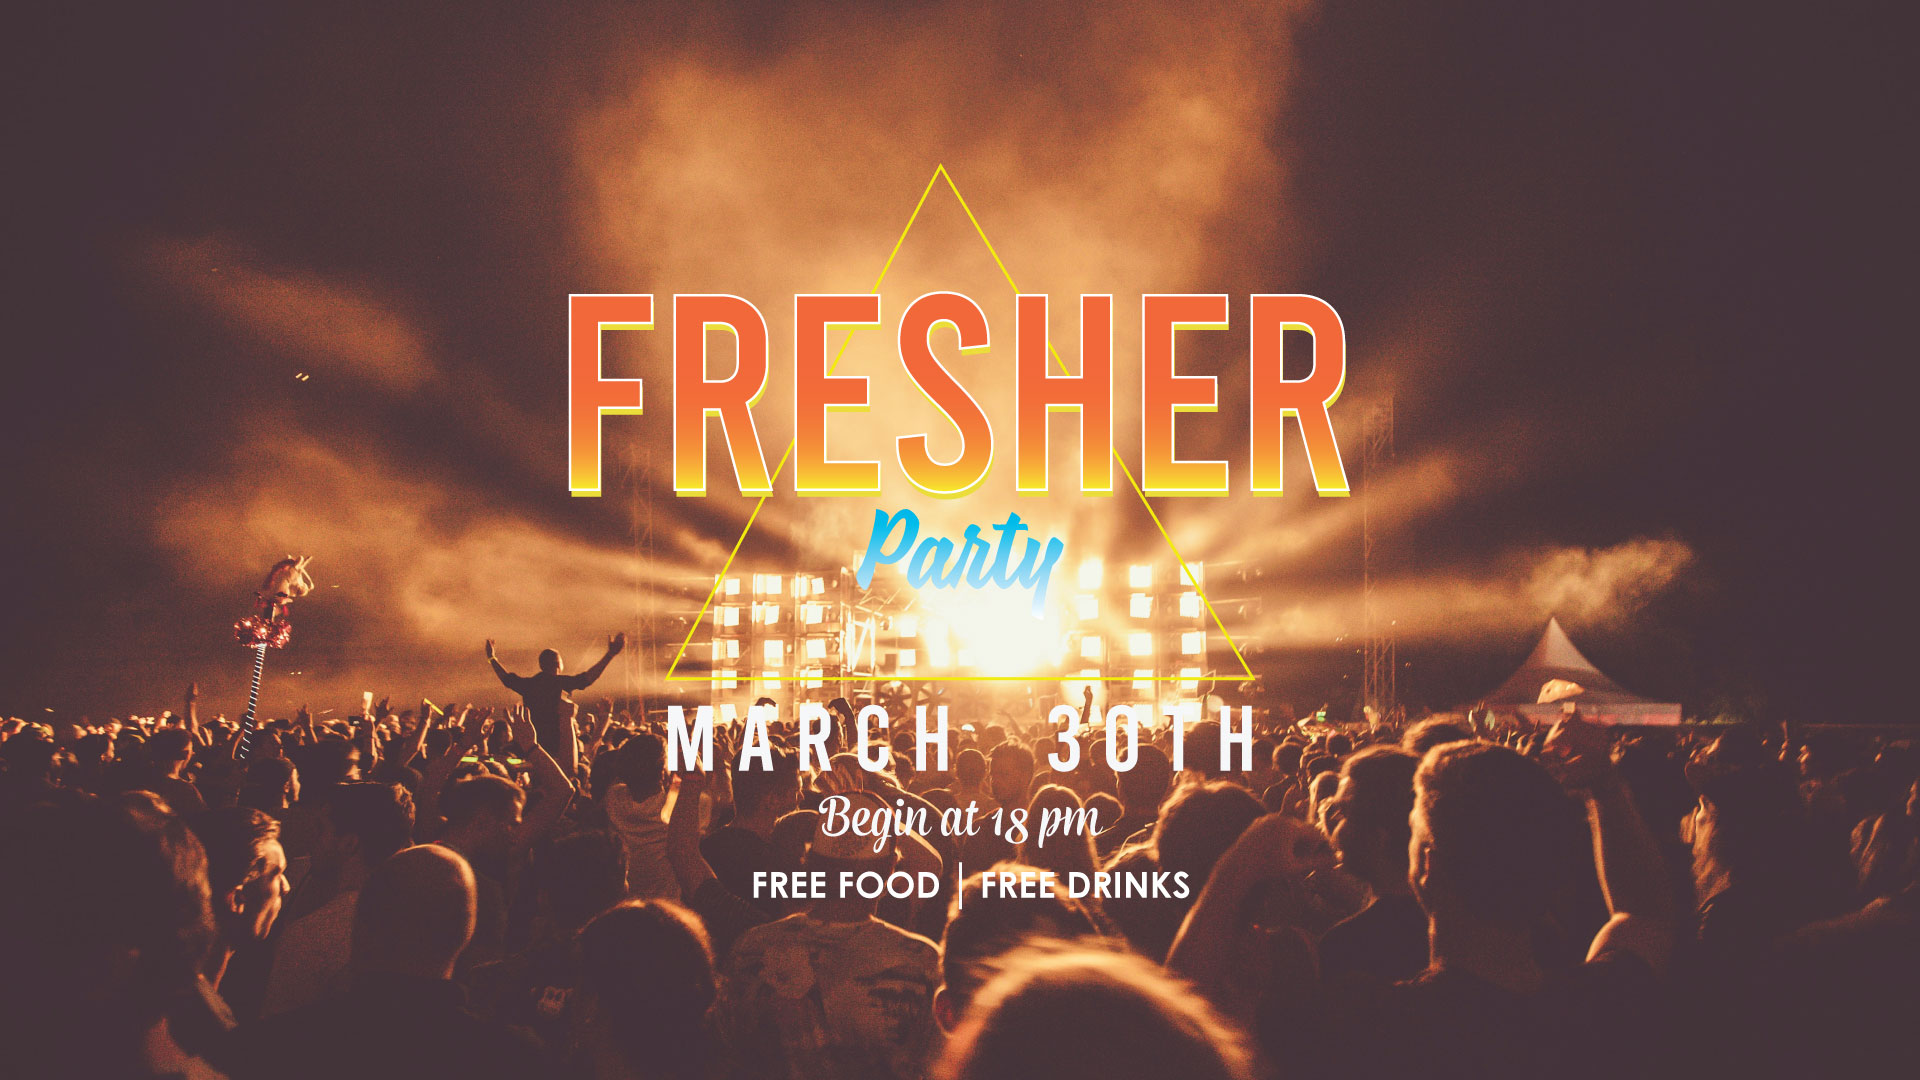 FRESHER
Party
MARCH 30TH
Begin at 18 pm
FREE FOOD | FREE DRINKS